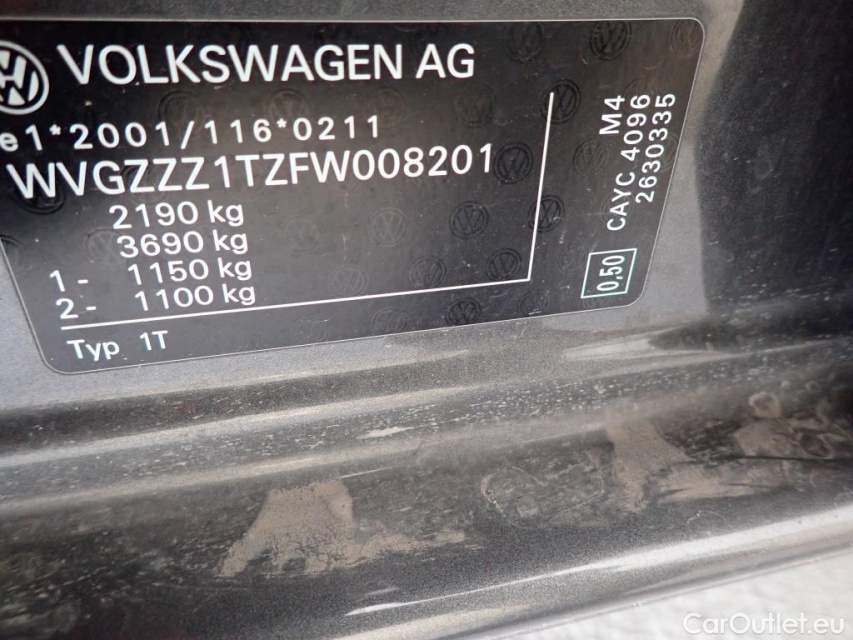 VOLKSWAGEN AG
e1*2001/116*0211
WVGZZZ1TZFW008201
2190 kg
3690 kg
1 - 1150 kg
2 - 1100 kg
Typ 1T
M4
CAYC 4096
2630335
0,50
CarOutlet.eu